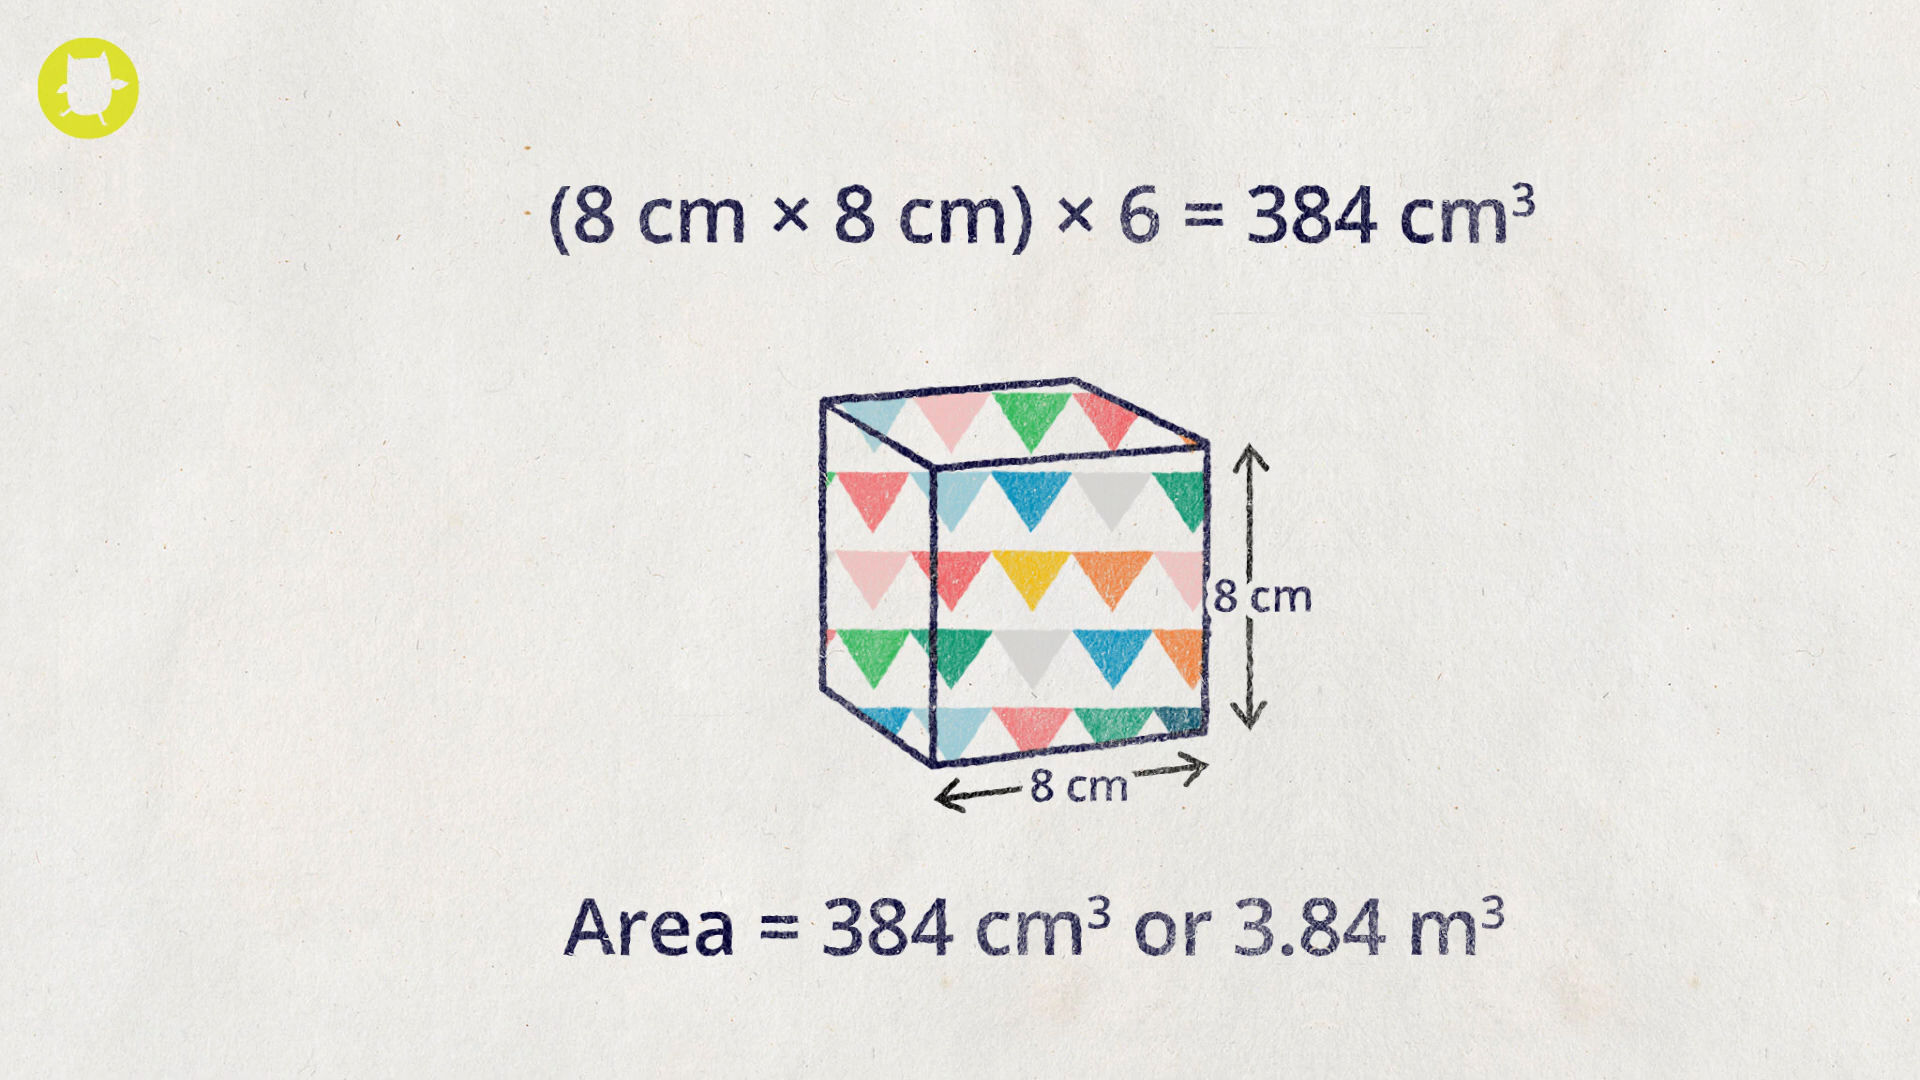 (8 cm × 8 cm) × 6 = 384 cm³
8 cm
8 cm
Area = 384 cm³ or 3.84 m³